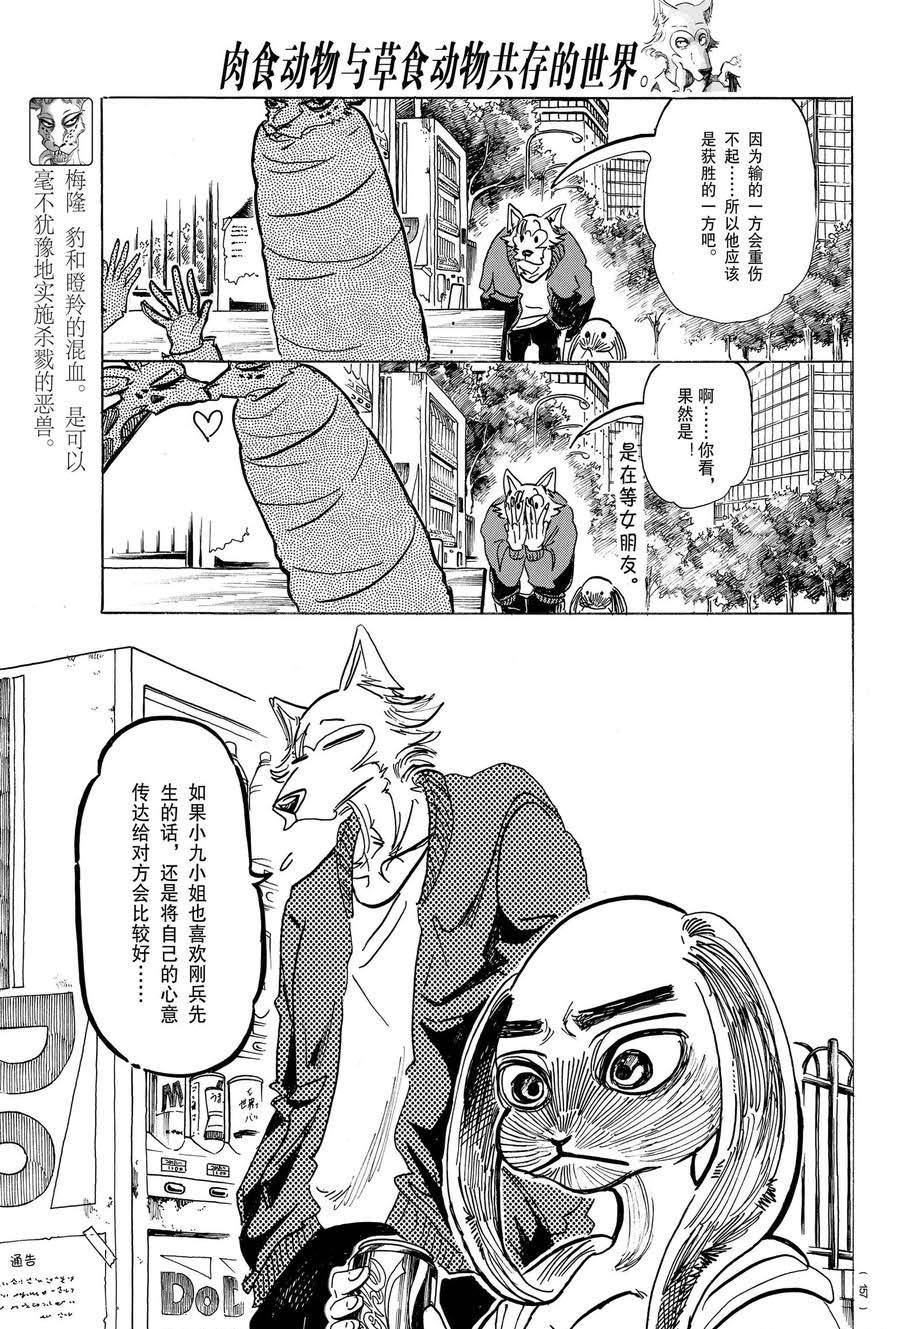 肉食动物与草食动物共存的世界。
梅隆 豹和瞪羚的混血。是可以
毫不犹豫地实施杀戮的恶兽。
因为输的一方会重伤
不起……所以他应该
是获胜的一方吧。
啊……你看，
果然是！
是在等女朋友。
如果小九小姐也喜欢刚兵先
生的话，还是将自己的心意
传达给对方会比较好……
DO
M
通告
DoL
(157)